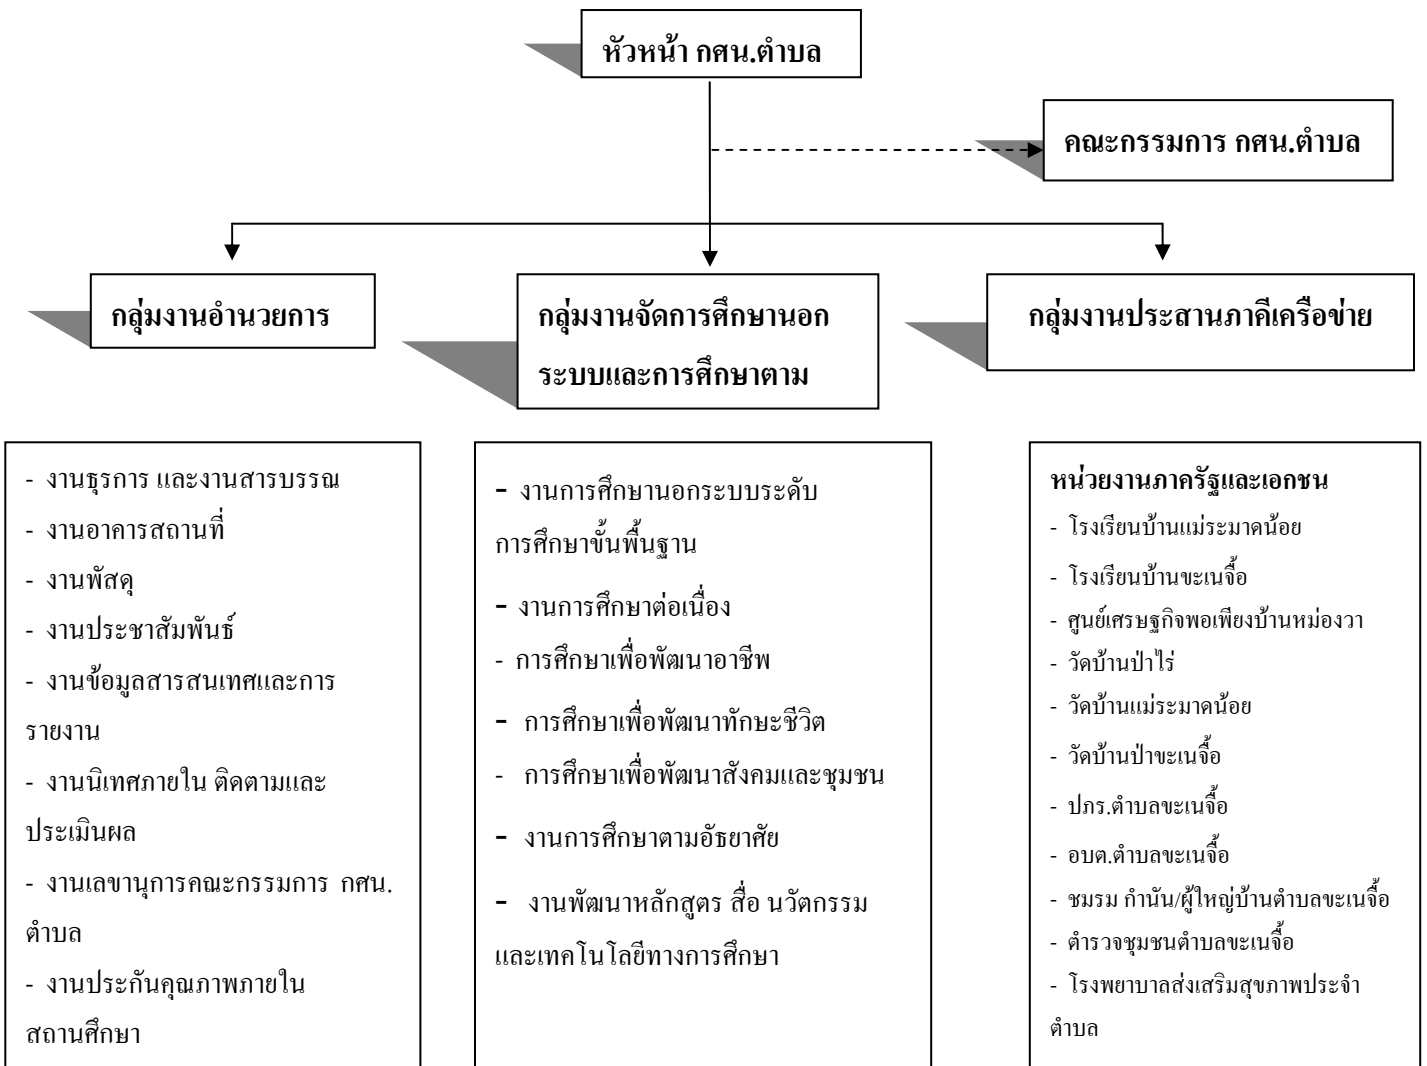 หัวหน้า กศน.ตำบล
คณะกรรมการ กศน.ตำบล
กลุ่มงานอำนวยการ
กลุ่มงานจัดการศึกษานอก
ระบบและการศึกษาตาม
กลุ่มงานประสานภาคีเครือข่าย
- งานธุรการ และงานสารบรรณ
- งานอาคารสถานที่
- งานพัสดุ
- งานประชาสัมพันธ์
- งานข้อมูลสารสนเทศและการ
รายงาน
- งานนิเทศภายใน ติดตามและ
ประเมินผล
- งานเลขานุการคณะกรรมการ กศน.
ตำบล
- งานประกันคุณภาพภายใน
สถานศึกษา
- งานการศึกษานอกระบบระดับ
การศึกษาขั้นพื้นฐาน
- งานการศึกษาต่อเนื่อง
- การศึกษาเพื่อพัฒนาอาชีพ
- การศึกษาเพื่อพัฒนาทักษะชีวิต
- การศึกษาเพื่อพัฒนาสังคมและชุมชน
- งานการศึกษาตามอัธยาศัย
- งานพัฒนาหลักสูตร สื่อ นวัตกรรม
และเทคโนโลยีทางการศึกษา
หน่วยงานภาครัฐและเอกชน
- โรงเรียนบ้านแม่ระมาดน้อย
- โรงเรียนบ้านขะเนจื้อ
- ศูนย์เศรษฐกิจพอเพียงบ้านหม่องวา
- วัดบ้านป่าไร่
- วัดบ้านแม่ระมาดน้อย
- วัดบ้านป่าขะเนจื้อ
- ปภร.ตำบลขะเนจื้อ
- อบต.ตำบลขะเนจื้อ
- ชมรม กำนัน/ผู้ใหญ่บ้านตำบลขะเนจื้อ
- ตำรวจชุมชนตำบลขะเนจื้อ
- โรงพยาบาลส่งเสริมสุขภาพประจำ
ตำบล